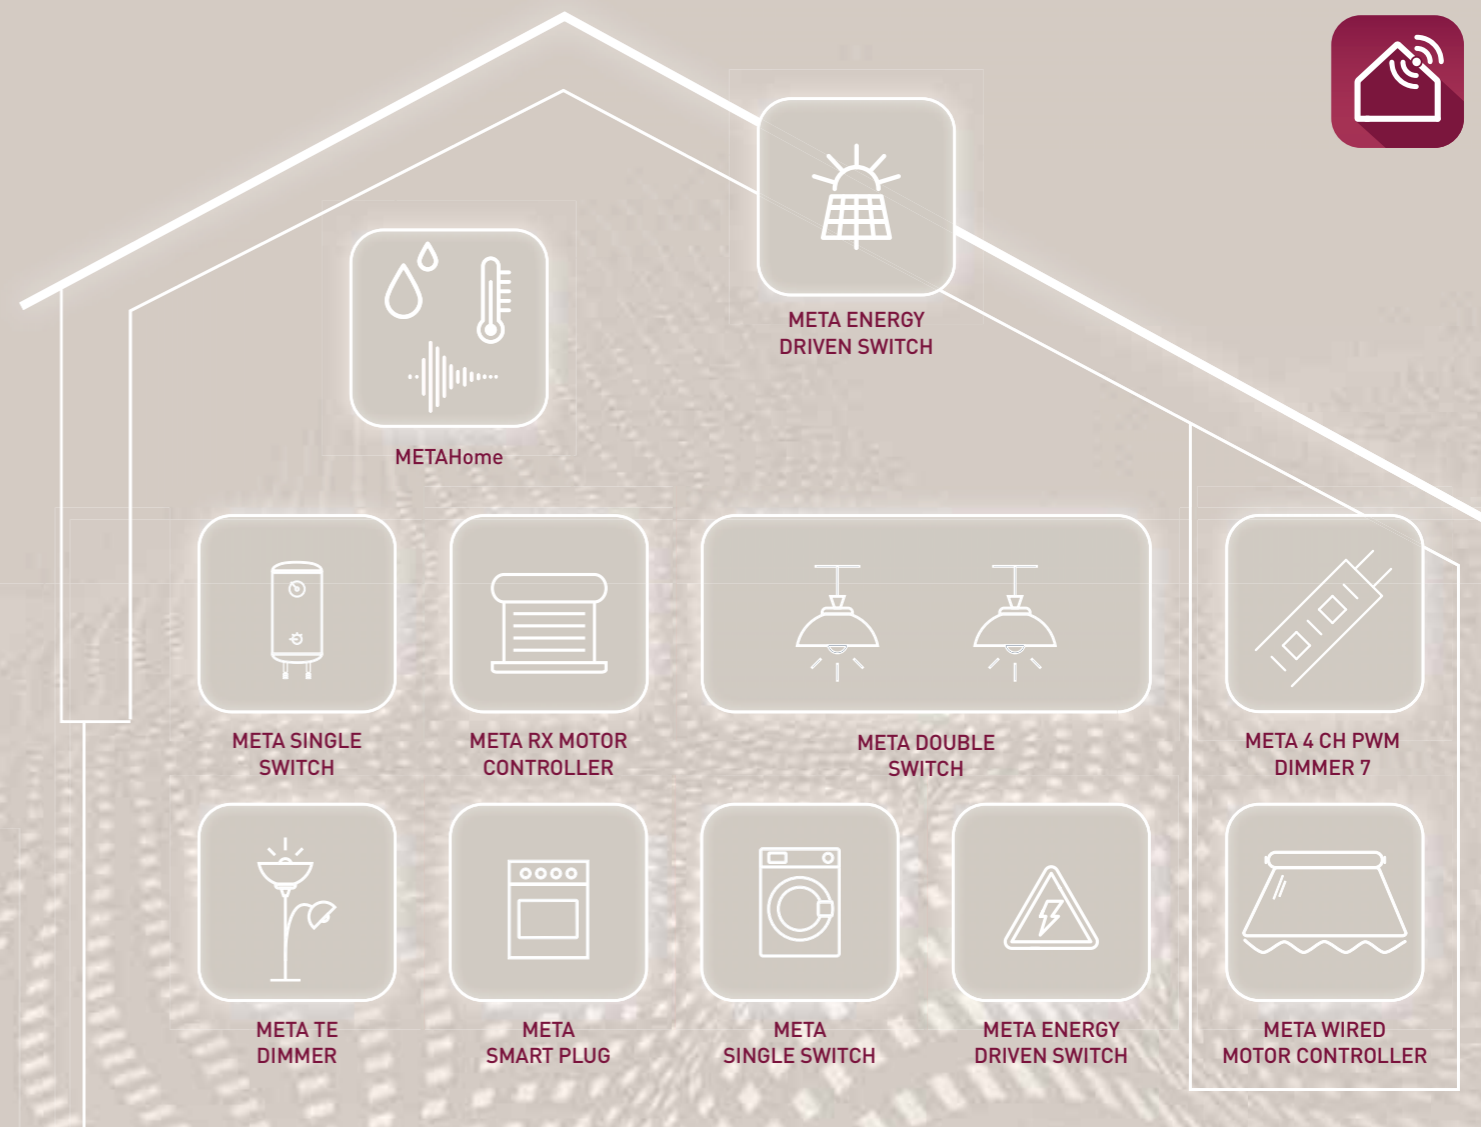 META ENERGY
DRIVEN SWITCH
METAHome
META SINGLE
SWITCH
META RX MOTOR
CONTROLLER
META DOUBLE
SWITCH
META 4 CH PWM
DIMMER 7
META TE
DIMMER
META
SMART PLUG
META
SINGLE SWITCH
META ENERGY
DRIVEN SWITCH
META WIRED
MOTOR CONTROLLER